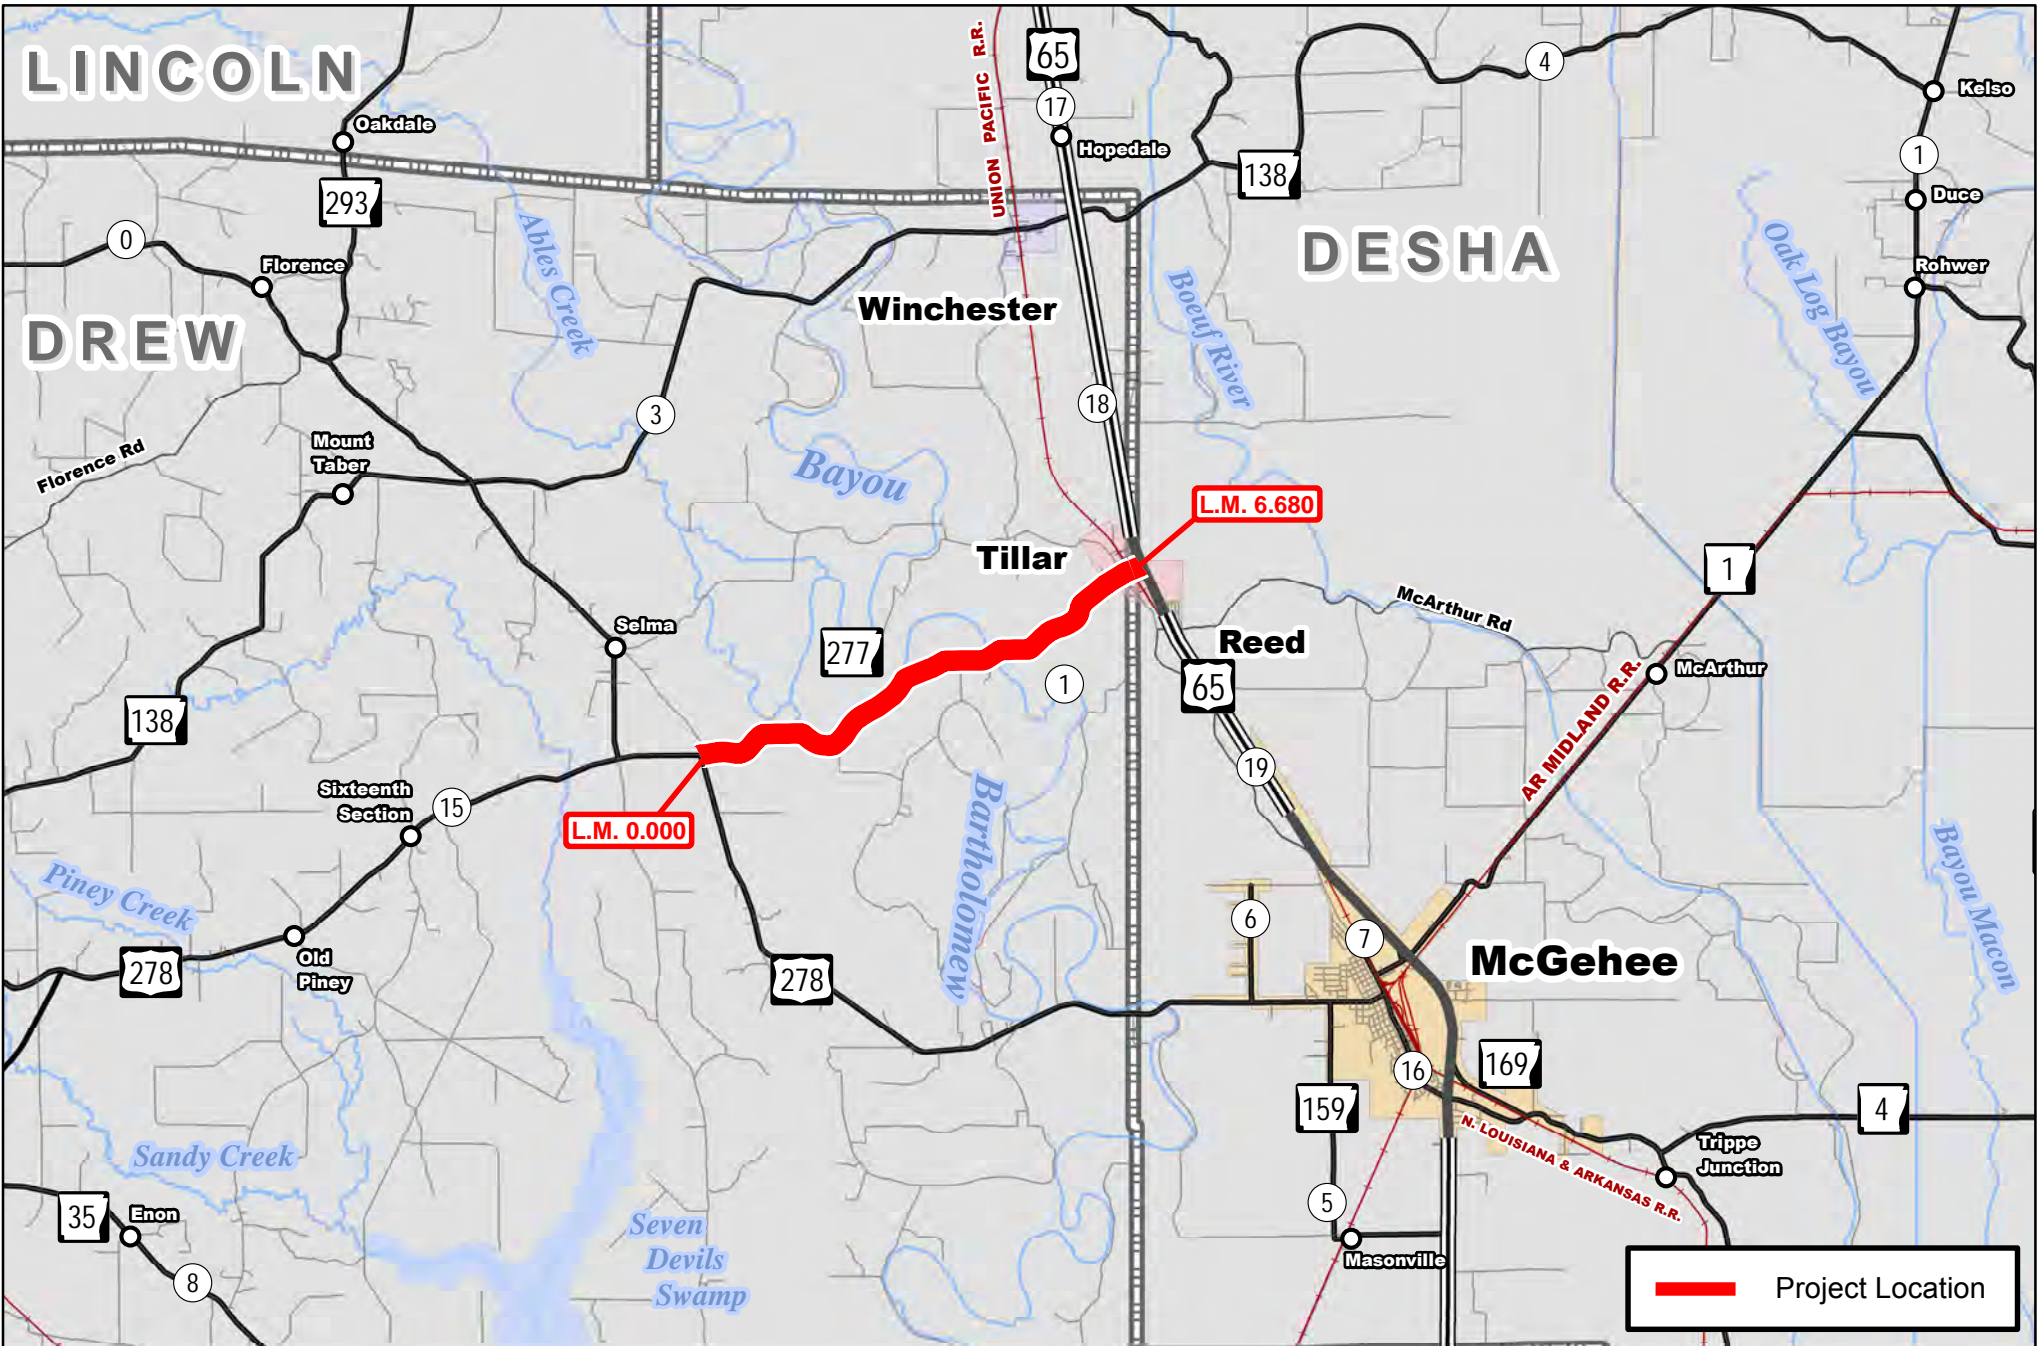 LINCOLN
Oakdale
293
UNION PACIFIC R.R.
65
17
Hopedale
4
Kelso
1
138
Duce
0
Florence
Ables Creek
DESHA
Oak Log Bayou
Rohwer
DREW
Winchester
Boeuf River
3
18
Mount
Taber
Florence Rd
Bayou
L.M. 6.680
Tillar
1
McArthur Rd
Selma
277
Reed
1
65
McArthur
AR MIDLAND R.R.
138
19
Sixteenth
Section
15
L.M. 0.000
Bartholomew
Bayou Macon
Piney Creek
6
7
McGehee
278
Old
Piney
278
16
169
159
4
N. LOUISIANA & ARKANSAS R.R.
Trippe
Junction
Sandy Creek
35
Enon
Seven
Devils
Swamp
5
Masonville
8
Project Location